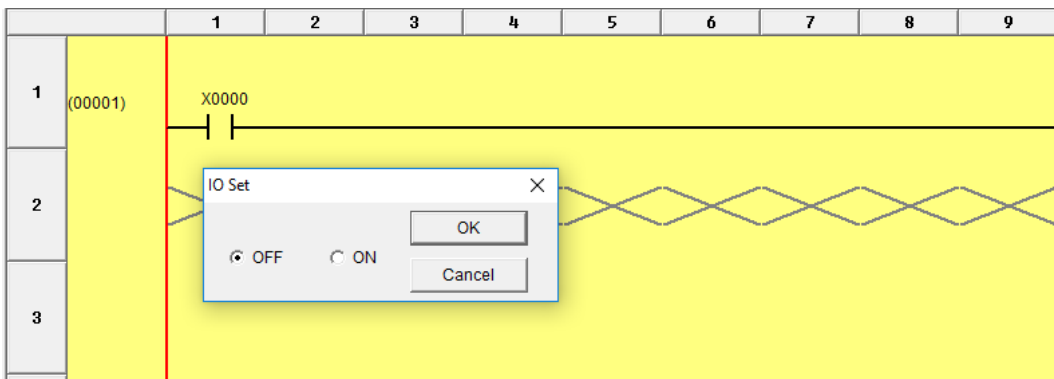 1 2 3 4 5 6 7 8 9
1
(00001)
X0000
2
IO Set
OFF ON
OK
Cancel
3